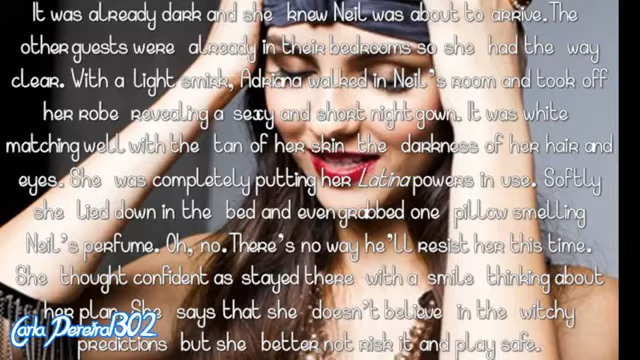 It was already dark and she knew Neil was about to arrive.The
other guests were already in their bedrooms so she had the way
clear. With a light smirk, Adriana walked in Neil's room and took off
her robe revealing a sexy and short night gown. It was white
matching well with the tan of her skin the darkness of her hair and
eyes. She was completely putting her Latina powers in use. Softly
she lied down in the bed and even grabbed one pillow smelling
Neil's perfume. Oh, no.There's no way he'll resist her this time.
She thought confident as stayed there with a smile thinking about
her plan. She says that she doesn't believe in the witchy
predictions but she better not risk it and play safe.
Carla Pereira1302